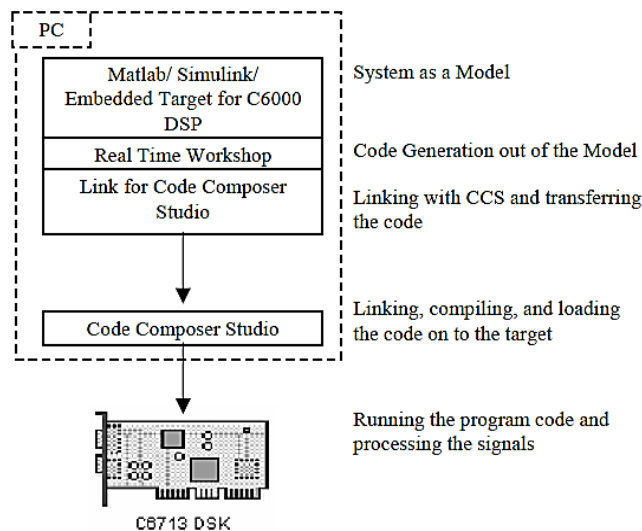 PC
Matlab/ Simulink/
Embedded Target for C6000
DSP
System as a Model
Real Time Workshop
Code Generation out of the Model
Link for Code Composer
Studio
Linking with CCS and transferring
the code
Code Composer Studio
Linking, compiling, and loading
the code on to the target
Running the program code and
processing the signals
C6713 DSK